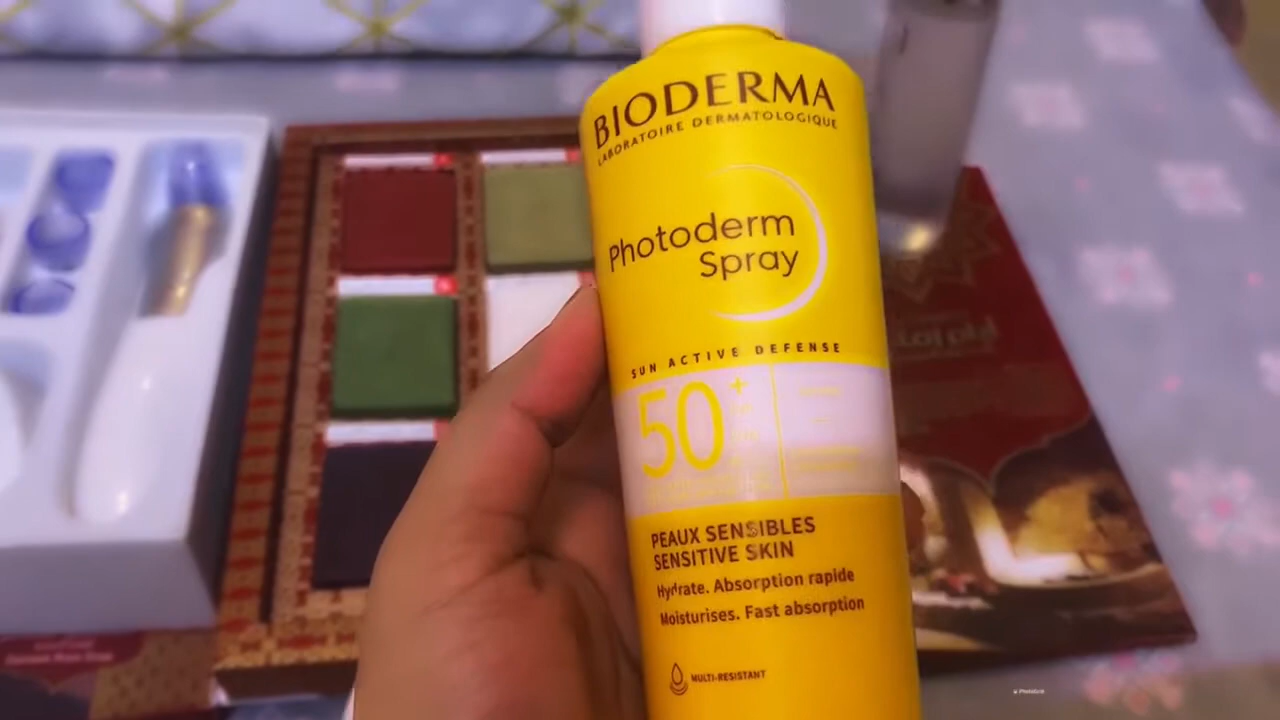 BIODERMA
LABORATOIRE DERMATOLOGIQUE
Photoderm
Spray
SUN ACTIVE DEFENSE
50+
PEAUX SENSIBLES
SENSITIVE SKIN
Hydrate. Absorption rapide
Moisturises. Fast absorption
MULTI-RESISTANT